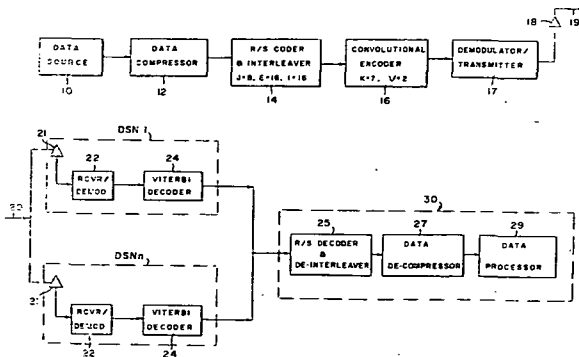 18
19
DATA
SOURCE
10
DATA
COMPRESSOR
12
R/S CODER
& INTERLEAVER
J=8, E=16, I=16
14
CONVOLUTIONAL
ENCODER
K=7, 1/=2
16
DEMODULATOR/
TRANSMITTER
17
DSN 1
21
22
RCVR/
DEMOD
24
VITERBI
DECODER
20
30
25
R/S DECODER
&
DE-INTERLEAVER
27
DATA
DE-COMPRESSOR
29
DATA
PROCESSOR
DSNn
21
RCVR/
DEMOD
22
VITERBI
DECODER
24